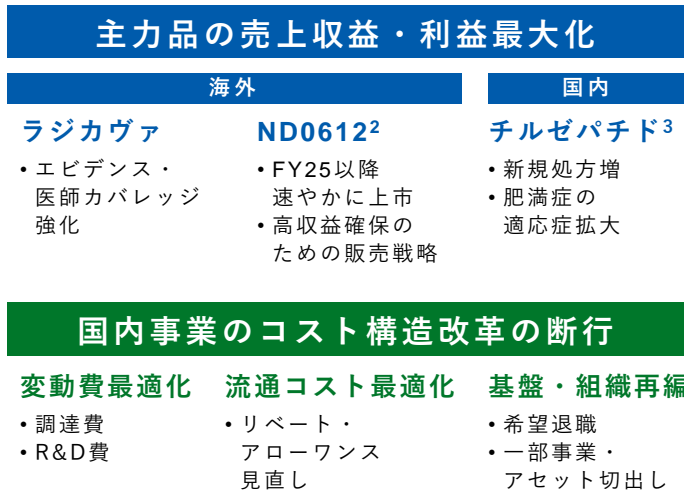 主力品の売上収益・利益最大化
海外
国内
ラジカヴァ
• エビデンス・
医師カバレッジ
強化
ND0612²
• FY25以降
速やかに上市
• 高収益確保の
ための販売戦略
チルゼパチド³
• 新規処方増
• 肥満症の
適応症拡大
国内事業のコスト構造改革の断行
変動費最適化
• 調達費
• R&D費
流通コスト最適化
• リベート・
アローワンス
見直し
基盤・組織再編
• 希望退職
• 一部事業・
アセット切出し